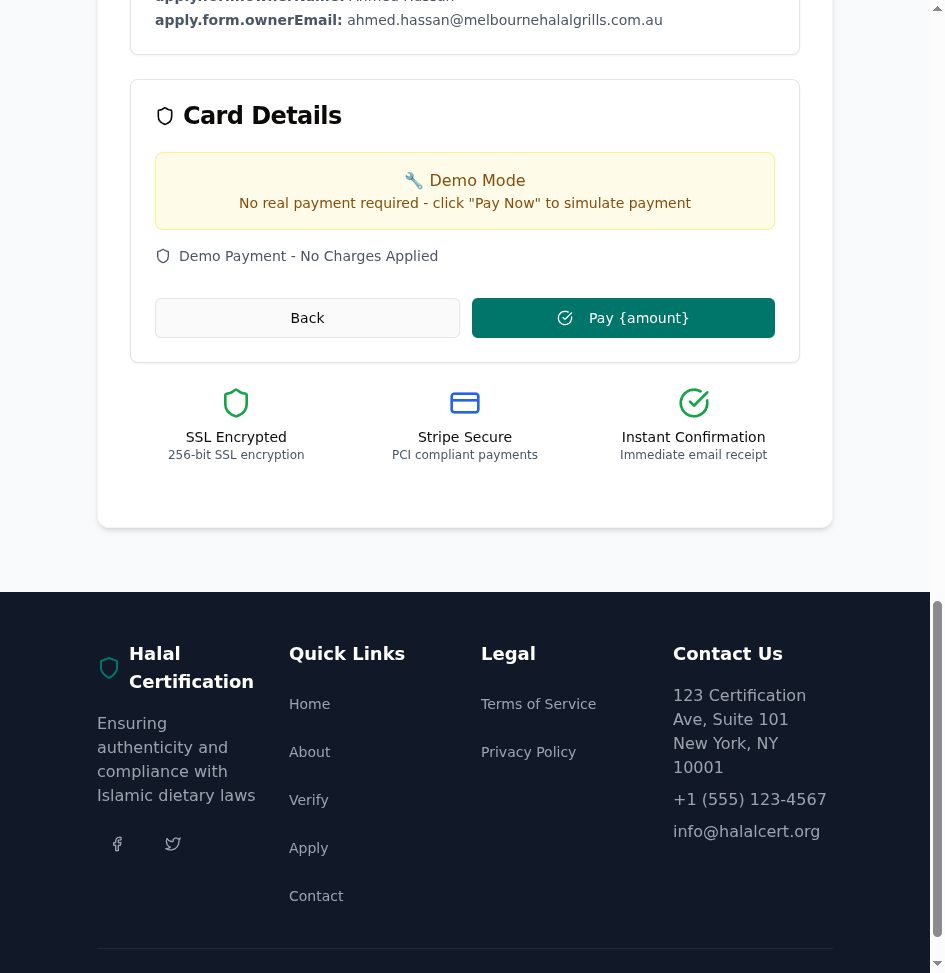 apply.form.ownerEmail: ahmed.hassan@melbournehalalgrills.com.au
Card Details
🔧 Demo Mode
No real payment required - click "Pay Now" to simulate payment
Demo Payment - No Charges Applied
Back
Pay {amount}
SSL Encrypted
256-bit SSL encryption
Stripe Secure
PCI compliant payments
Instant Confirmation
Immediate email receipt
Halal
Certification
Ensuring
authenticity and
compliance with
Islamic dietary laws
Quick Links
Home
About
Verify
Apply
Contact
Legal
Terms of Service
Privacy Policy
Contact Us
123 Certification
Ave, Suite 101
New York, NY
10001
+1 (555) 123-4567
info@halalcert.org